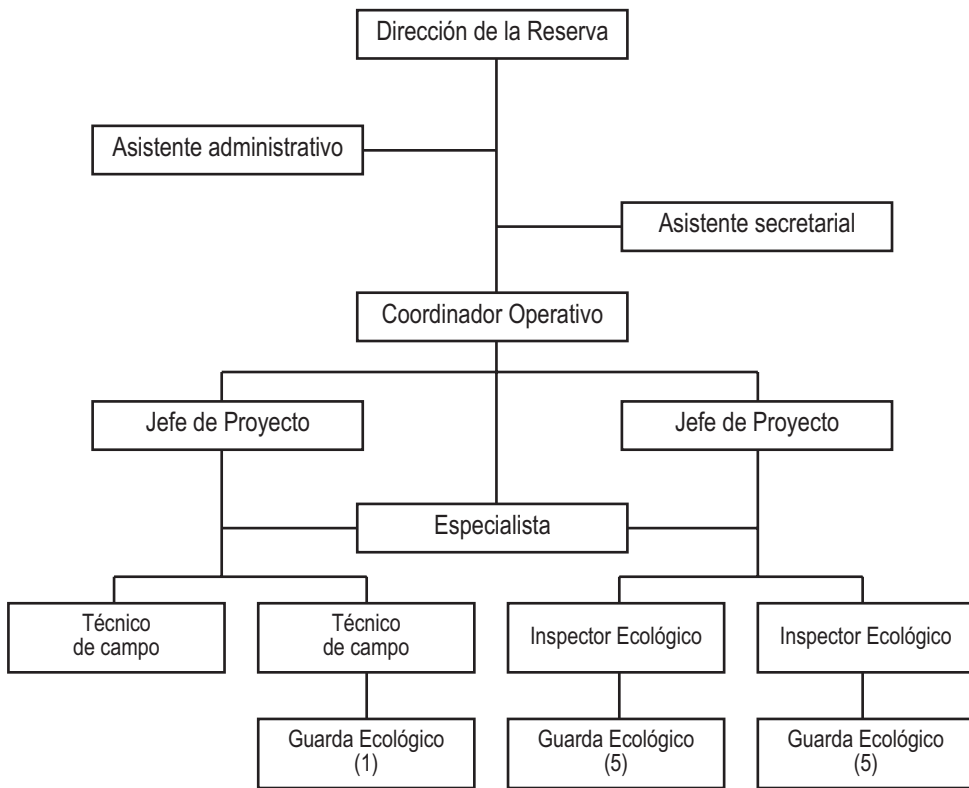 Dirección de la Reserva
Asistente administrativo
Asistente secretarial
Coordinador Operativo
Jefe de Proyecto
Jefe de Proyecto
Especialista
Técnico
de campo
Técnico
de campo
Inspector Ecológico
Inspector Ecológico
Guarda Ecológico
(1)
Guarda Ecológico
(5)
Guarda Ecológico
(5)